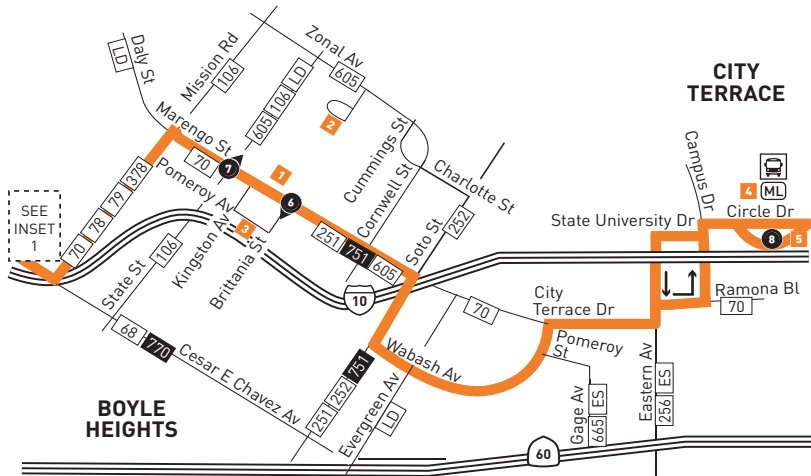 Daly St
LD
Mission Rd
106
Zonal Av
605
605
106
LD
CITY
TERRACE
Marengo St
70
7
1
2
Cummings St
Cornwell St
Charlotte St
252
Campus Dr
4
ML
Circle Dr
8
5
State University Dr
SEE
INSET
1
70
78
79
378
Pomeroy Av
Kingston Av
3
6
Brittania St
251
751
605
Soto St
10
State St
106
70
City
Terrace Dr
Ramona Bl
70
68
770
Cesar E Chavez Av
Wabash Av
Pomeroy
St
251
252
751
Evergreen Av
LD
Gage Av
665
ES
Eastern Av
256
ES
BOYLE
HEIGHTS
60